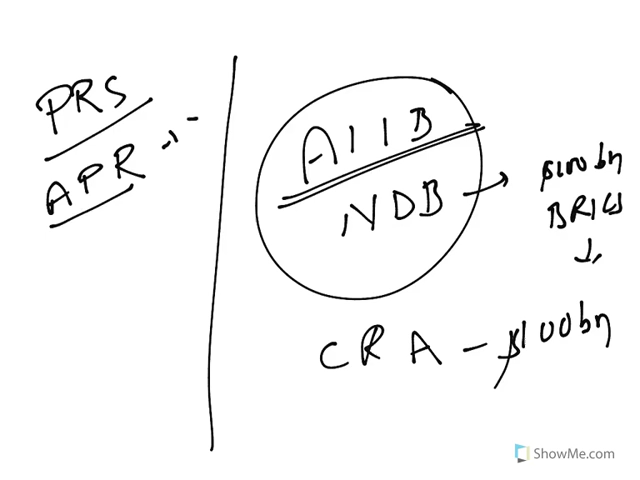 PRS
APR
AIIB
NDB → $100bn
BRICS
CRA - $100bn
ShowMe.com